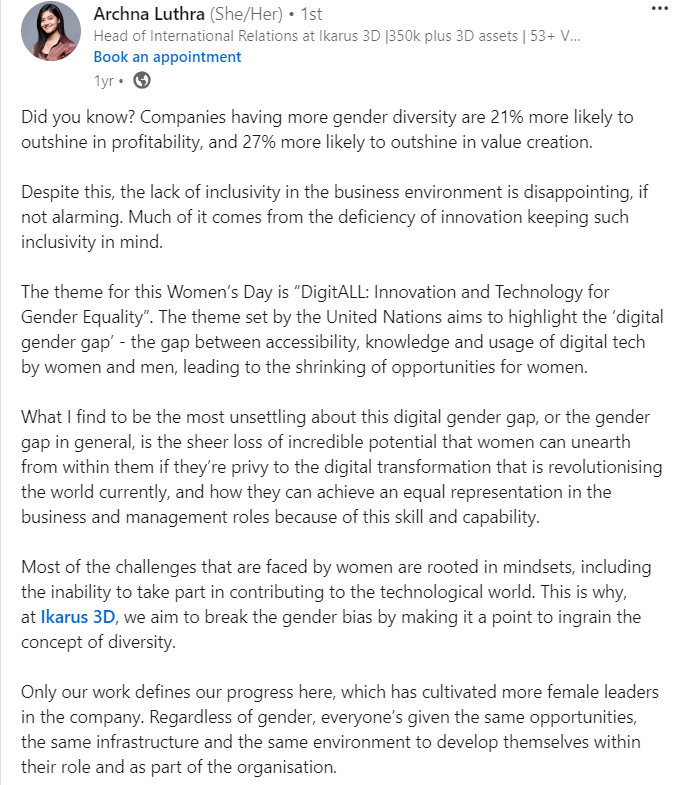 Archna Luthra (She/Her) • 1st
Head of International Relations at Ikarus 3D |350k plus 3D assets | 53+ V...
Book an appointment
1yr •
Did you know? Companies having more gender diversity are 21% more likely to
outshine in profitability, and 27% more likely to outshine in value creation.
Despite this, the lack of inclusivity in the business environment is disappointing, if
not alarming. Much of it comes from the deficiency of innovation keeping such
inclusivity in mind.
The theme for this Women's Day is “DigitALL: Innovation and Technology for
Gender Equality”. The theme set by the United Nations aims to highlight the ‘digital
gender gap’ - the gap between accessibility, knowledge and usage of digital tech
by women and men, leading to the shrinking of opportunities for women.
What I find to be the most unsettling about this digital gender gap, or the gender
gap in general, is the sheer loss of incredible potential that women can unearth
from within them if they’re privy to the digital transformation that is revolutionising
the world currently, and how they can achieve an equal representation in the
business and management roles because of this skill and capability.
Most of the challenges that are faced by women are rooted in mindsets, including
the inability to take part in contributing to the technological world. This is why,
at Ikarus 3D, we aim to break the gender bias by making it a point to ingrain the
concept of diversity.
Only our work defines our progress here, which has cultivated more female leaders
in the company. Regardless of gender, everyone’s given the same opportunities,
the same infrastructure and the same environment to develop themselves within
their role and as part of the organisation.